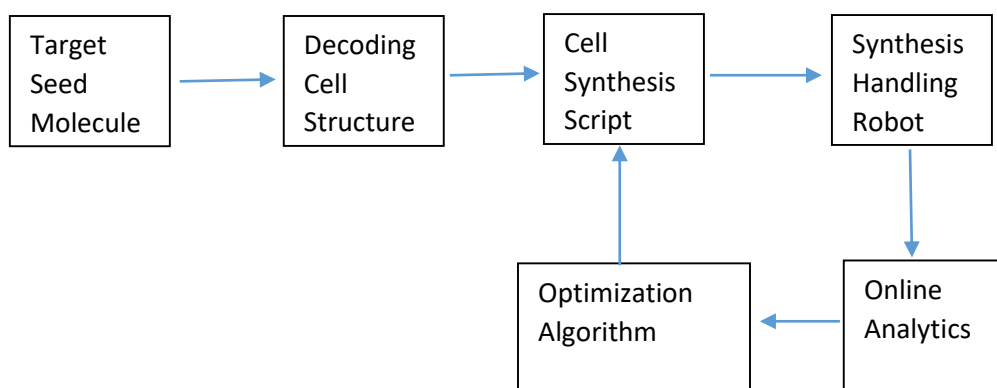 Target
Seed
Molecule
Decoding
Cell
Structure
Cell
Synthesis
Script
Synthesis
Handling
Robot
Optimization
Algorithm
Online
Analytics